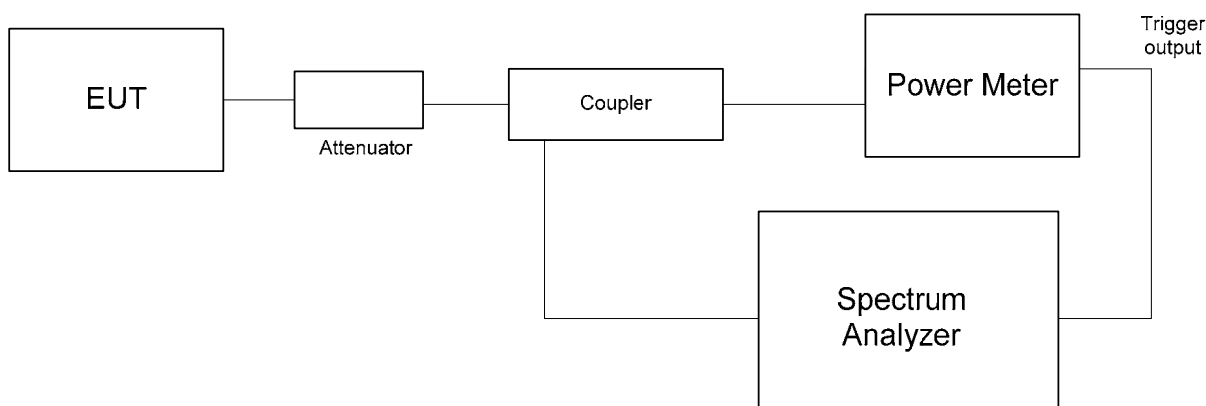 EUT
Attenuator
Coupler
Power Meter
Trigger
output
Spectrum
Analyzer